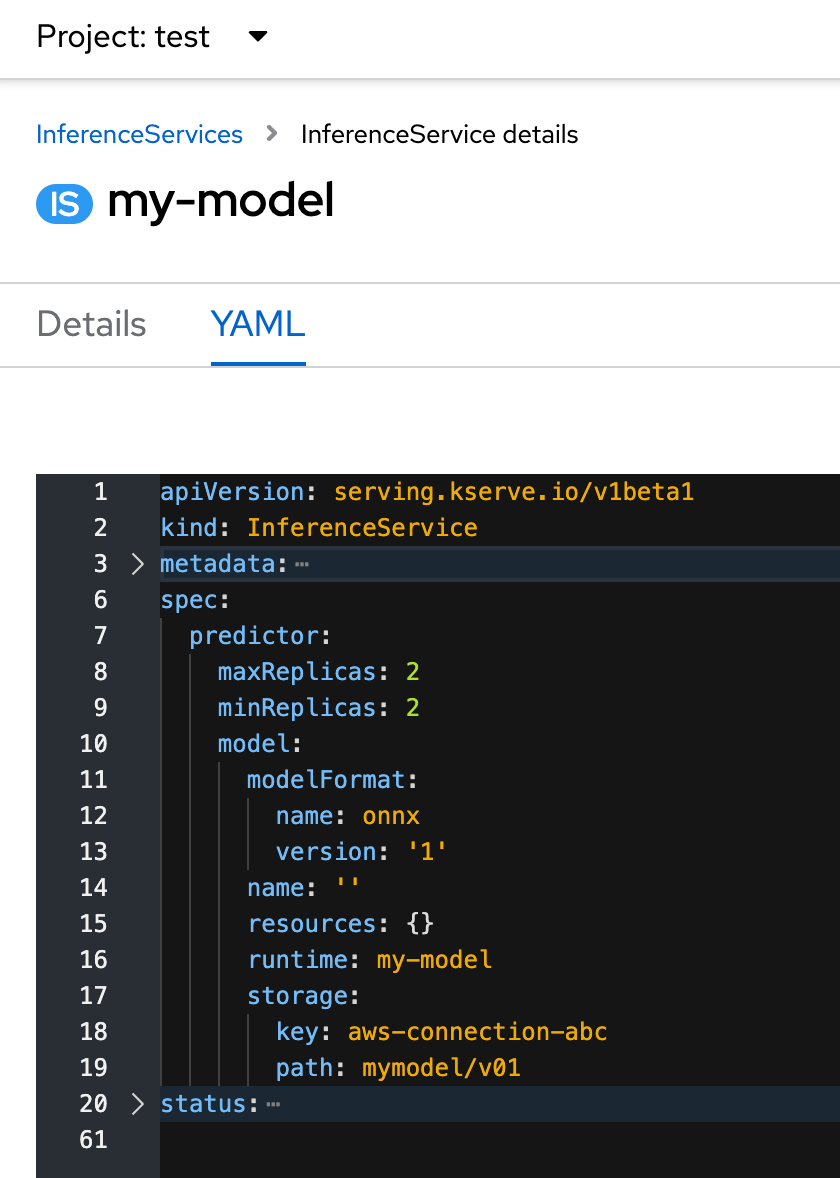 Project: test
InferenceServices > InferenceService details
IS my-model
Details YAML
1 apiVersion: serving.kserve.io/v1beta1
2 kind: InferenceService
3 metadata:…
6 spec:
7 predictor:
8 maxReplicas: 2
9 minReplicas: 2
10 model:
11 modelFormat:
12 name: onnx
13 version: '1'
14 name: ''
15 resources: {}
16 runtime: my-model
17 storage:
18 key: aws-connection-abc
19 path: mymodel/v01
20 status:…
61